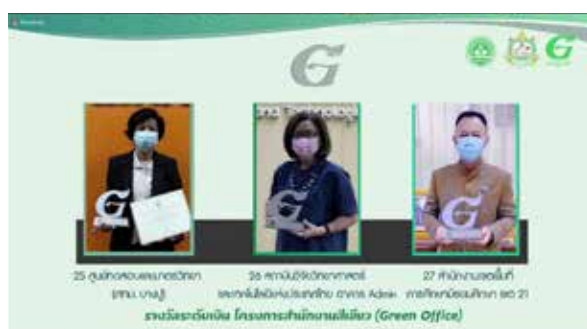 G
25 ศูนย์ทดสอบและมาตรวิทยา
(สทน. บางปู)
26 สถาบันวิจัยวิทยาศาสตร์
และเทคโนโลยีแห่งประเทศไทย อาคาร Admin
27 สำนักงานเขตพื้นที่
การศึกษามัธยมศึกษา เขต 21
รางวัลระดับเงิน โครงการสำนักงานสีเขียว (Green Office)